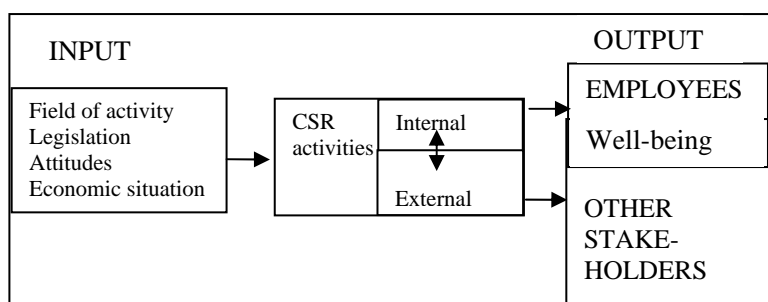 INPUT
Field of activity
Legislation
Attitudes
Economic situation
CSR
activities
Internal
External
OUTPUT
EMPLOYEES
Well-being
OTHER
STAKE-
HOLDERS